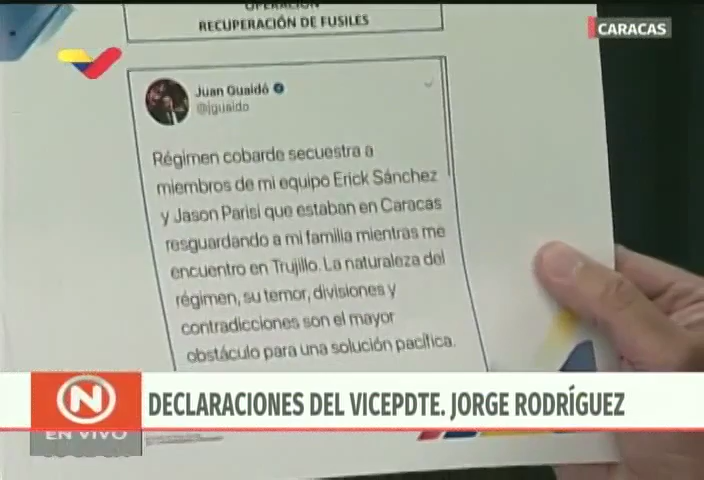 OPERACIÓN
RECUPERACIÓN DE FUSILES
CARACAS
Juan Guaidó
@jguaido
Régimen cobarde secuestra a
miembros de mi equipo Erick Sánchez
y Jason Parisi que estaban en Caracas
resguardando a mi familia mientras me
encuentro en Trujillo. La naturaleza del
régimen, su temor, divisiones y
contradicciones son el mayor
obstáculo para una solución pacífica.
N
DECLARACIONES DEL VICEPDTE. JORGE RODRÍGUEZ
EN VIVO